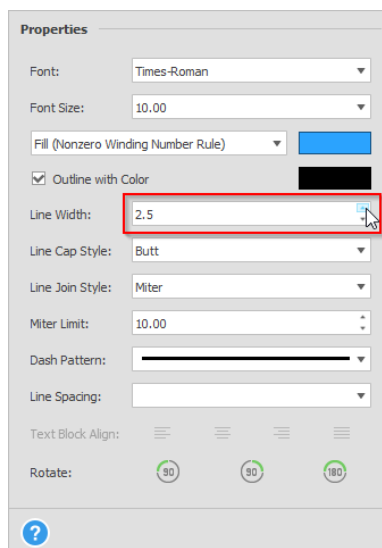 Properties
Font: Times-Roman
Font Size: 10.00
Fill (Nonzero Winding Number Rule)
Outline with Color
Line Width: 2.5
Line Cap Style: Butt
Line Join Style: Miter
Miter Limit: 10.00
Dash Pattern:
Line Spacing:
Text Block Align:
Rotate: 90 90 180
?